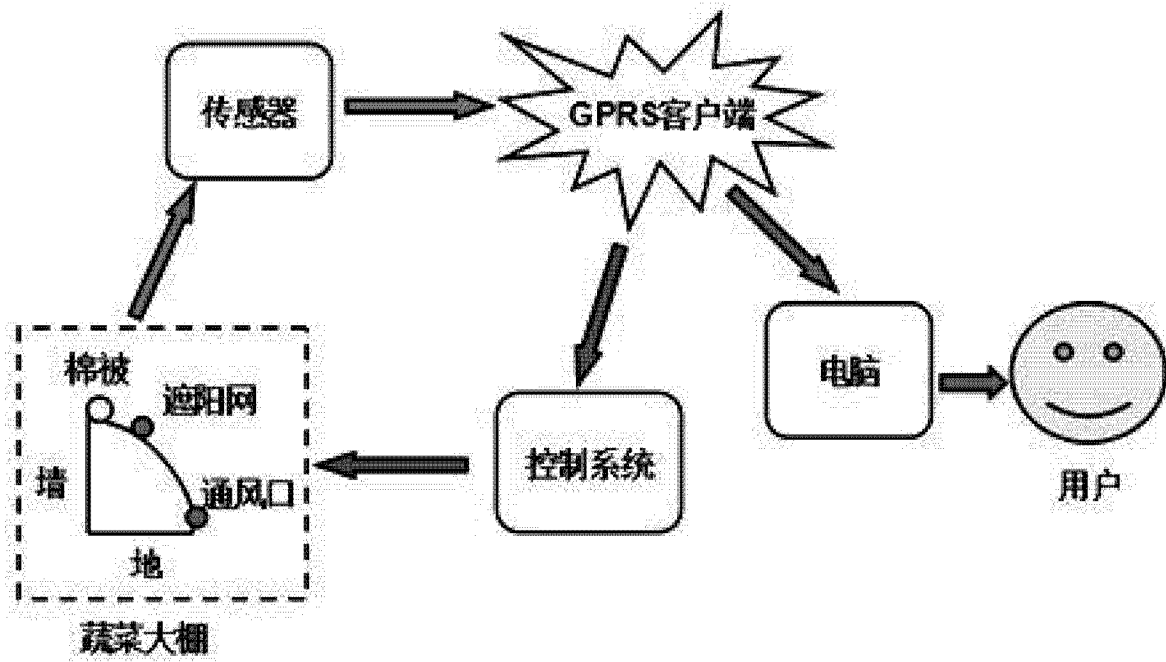 传感器
GPRS客户端
棉被
遮阳网
电脑
墙
通风口
控制系统
用户
地
蔬菜大棚